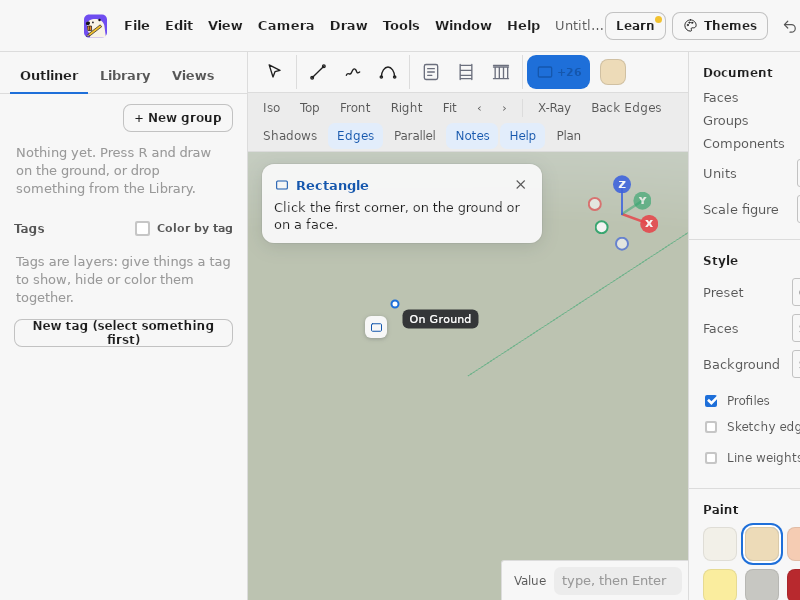 File Edit View Camera Draw Tools Window Help Untitl... Learn Themes
Outliner Library Views
+26
Iso Top Front Right Fit ‹ › X-Ray Back Edges
Shadows Edges Parallel Notes Help Plan
+ New group
Nothing yet. Press R and draw
on the ground, or drop
something from the Library.
Tags Color by tag
Tags are layers: give things a tag
to show, hide or color them
together.
New tag (select something
first)
Rectangle ×
Click the first corner, on the ground or
on a face.
Z
Y
X
On Ground
Value type, then Enter
Document
Faces
Groups
Components
Units
Scale figure
Style
Preset
Faces
Background
Profiles
Sketchy edg
Line weights
Paint